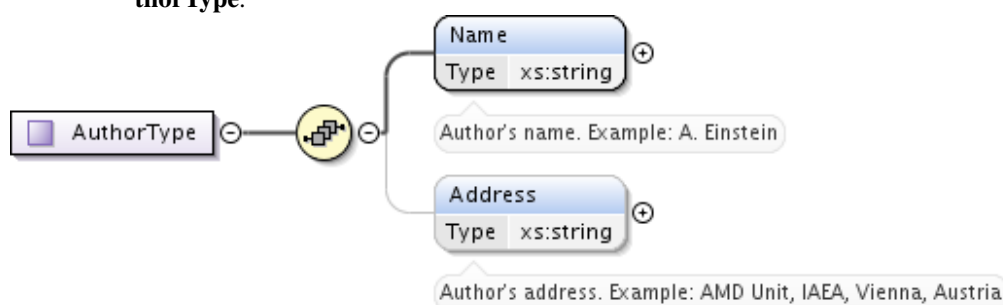 thorType.
Name
Type xs:string
Author's name. Example: A. Einstein
AuthorType
Address
Type xs:string
Author's address. Example: AMD Unit, IAEA, Vienna, Austria